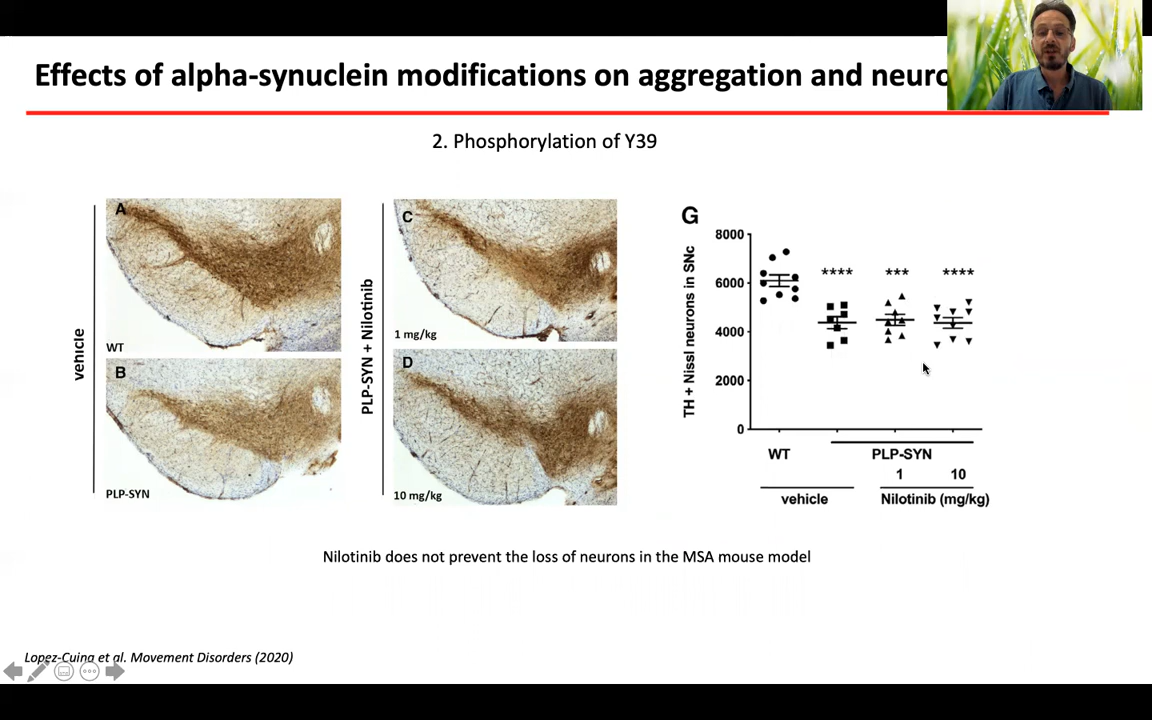 Effects of alpha-synuclein modifications on aggregation and neuro
2. Phosphorylation of Y39
vehicle
A
WT
B
PLP-SYN
PLP-SYN + Nilotinib
C
1 mg/kg
D
10 mg/kg
G
TH + Nissl neurons in SNc
8000
6000
4000
2000
0
**** *** ****
WT PLP-SYN
1 10
vehicle Nilotinib (mg/kg)
Nilotinib does not prevent the loss of neurons in the MSA mouse model
Lopez-Cuina et al. Movement Disorders (2020)